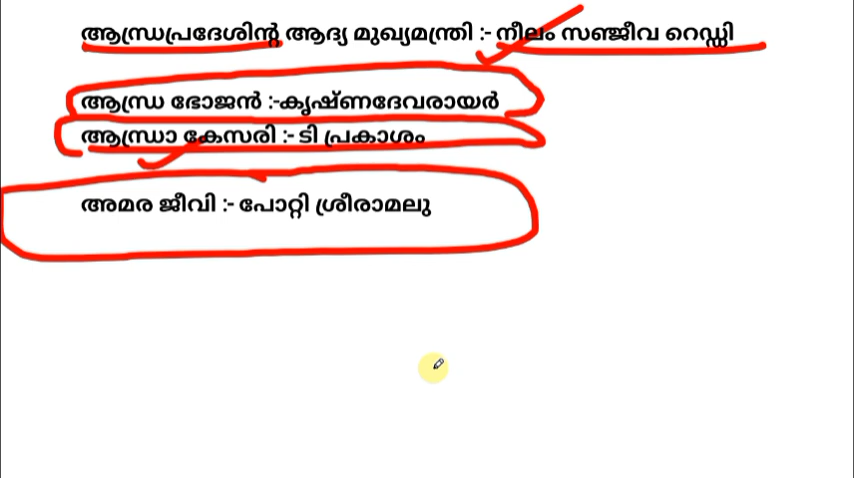 ആന്ധ്രപ്രദേശിന്റ ആദ്യ മുഖ്യമന്ത്രി :- നീലം സഞ്ജീവ റെഡ്ഡി
ആന്ധ്ര ഭോജൻ :-കൃഷ്ണദേവരായർ
ആന്ധ്രാ കേസരി :- ടി പ്രകാശം
അമര ജീവി :- പോറ്റി ശ്രീരാമലു